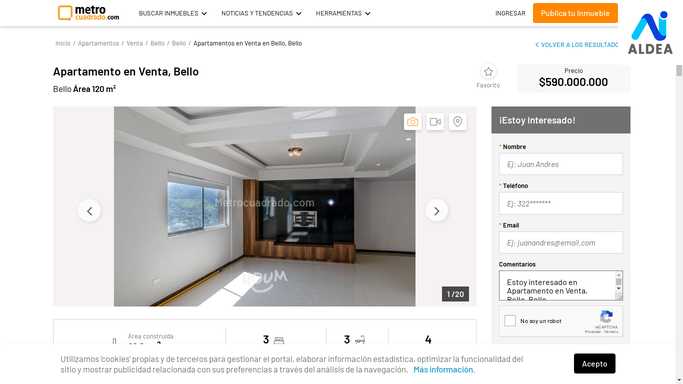 metro
cuadrado.com
BUSCAR INMUEBLES
NOTICIAS Y TENDENCIAS
HERRAMIENTAS
INGRESAR
Publica tu Inmueble
ALDEA
Inicio / Apartamentos / Venta / Bello / Bello / Apartamentos en Venta en Bello, Bello
< VOLVER A LOS RESULTADO
Apartamento en Venta, Bello
Bello Área 120 m²
Favorito
Precio
$590.000.000
Metrocuadrado.com
1 / 20
¡Estoy Interesado!
* Nombre
Ej: Juan Andres
* Teléfono
Ej: 322*******
* Email
Ej: juanandres@email.com
Comentarios
Estoy interesado en
Apartamento en Venta,
Bello, Bello
No soy un robot
reCAPTCHA
Privacidad - Términos
Área construida
3
3
4
Utilizamos 'cookies' propias y de terceros para gestionar el portal, elaborar información estadística, optimizar la funcionalidad del
sitio y mostrar publicidad relacionada con sus preferencias a través del análisis de la navegación. Más información.
Acepto